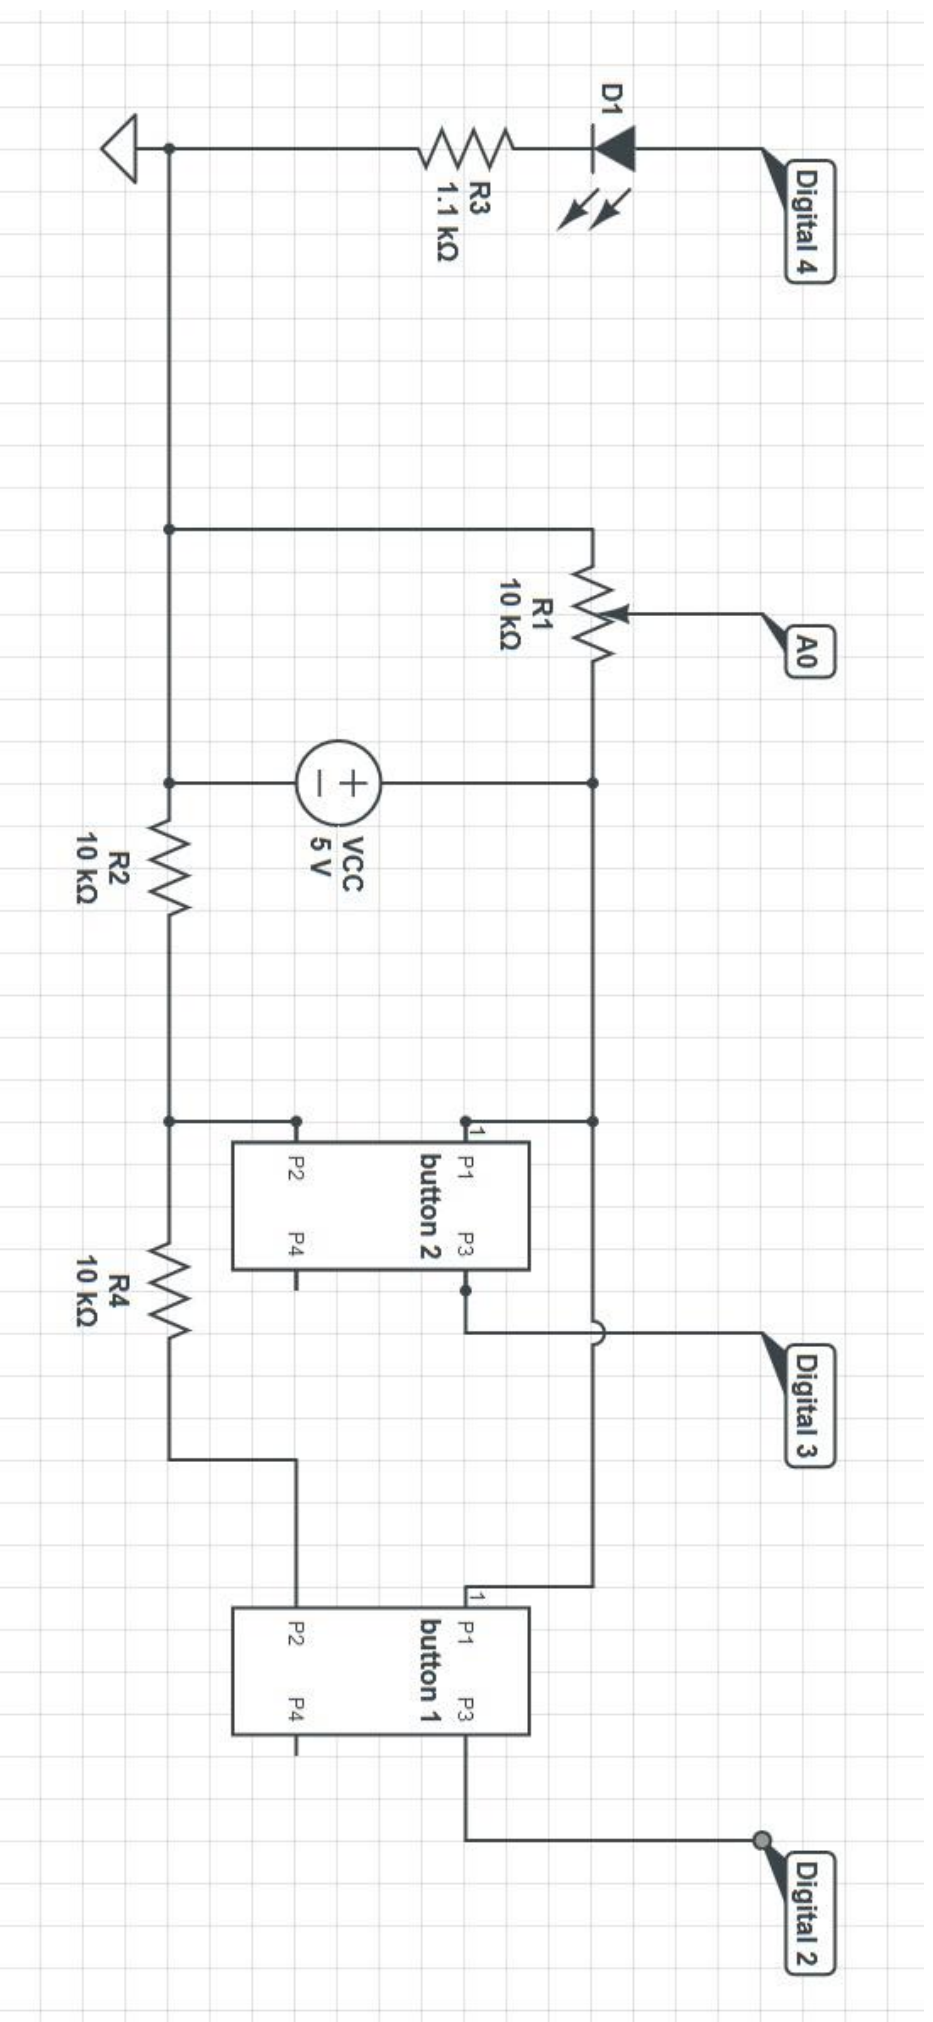 Digital 4
D1
R3
1.1 kΩ
A0
R1
10 kΩ
+
−
VCC
5 V
R2
10 kΩ
Digital 3
1
P1
P3
button 2
P2
P4
R4
10 kΩ
Digital 2
1
P1
P3
button 1
P2
P4